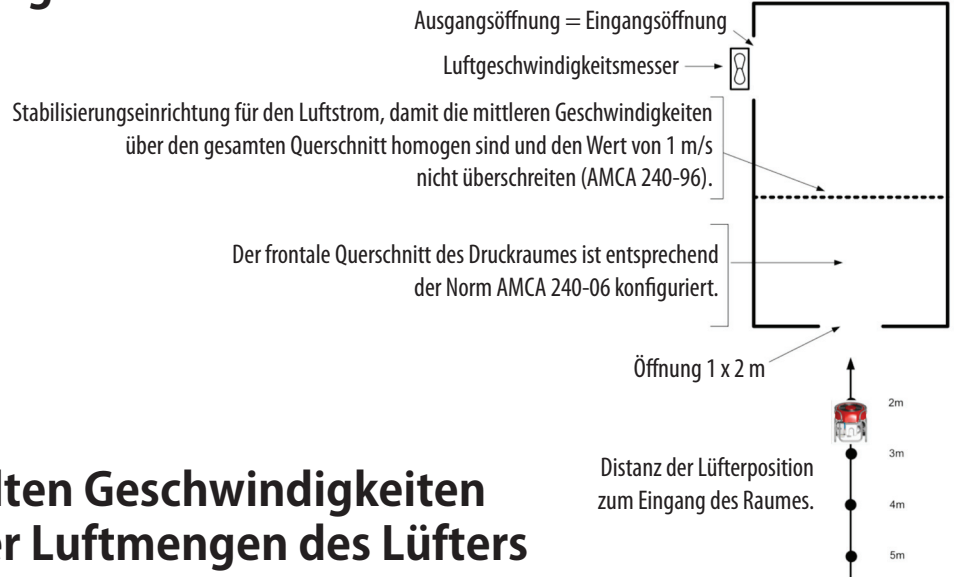 Ausgangsöffnung = Eingangsöffnung
Luftgeschwindigkeitsmesser
Stabilisierungseinrichtung für den Luftstrom, damit die mittleren Geschwindigkeiten
über den gesamten Querschnitt homogen sind und den Wert von 1 m/s
nicht überschreiten (AMCA 240-96).
Der frontale Querschnitt des Druckraumes ist entsprechend
der Norm AMCA 240-06 konfiguriert.
Öffnung 1 x 2 m
2m
3m
Distanz der Lüfterposition
zum Eingang des Raumes.
4m
5m
Geschwindigkeiten
Luftmengen des Lüfters